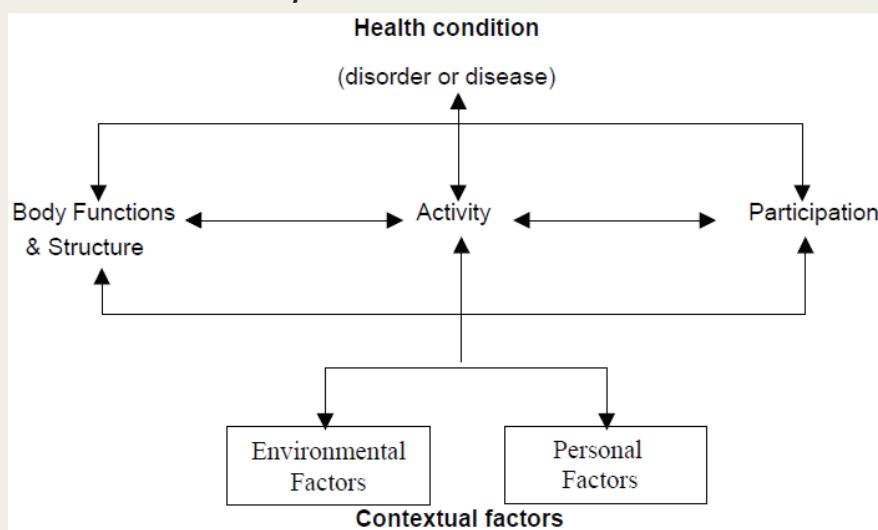 Health condition
(disorder or disease)
Body Functions
& Structure
Activity
Participation
Environmental
Factors
Personal
Factors
Contextual factors